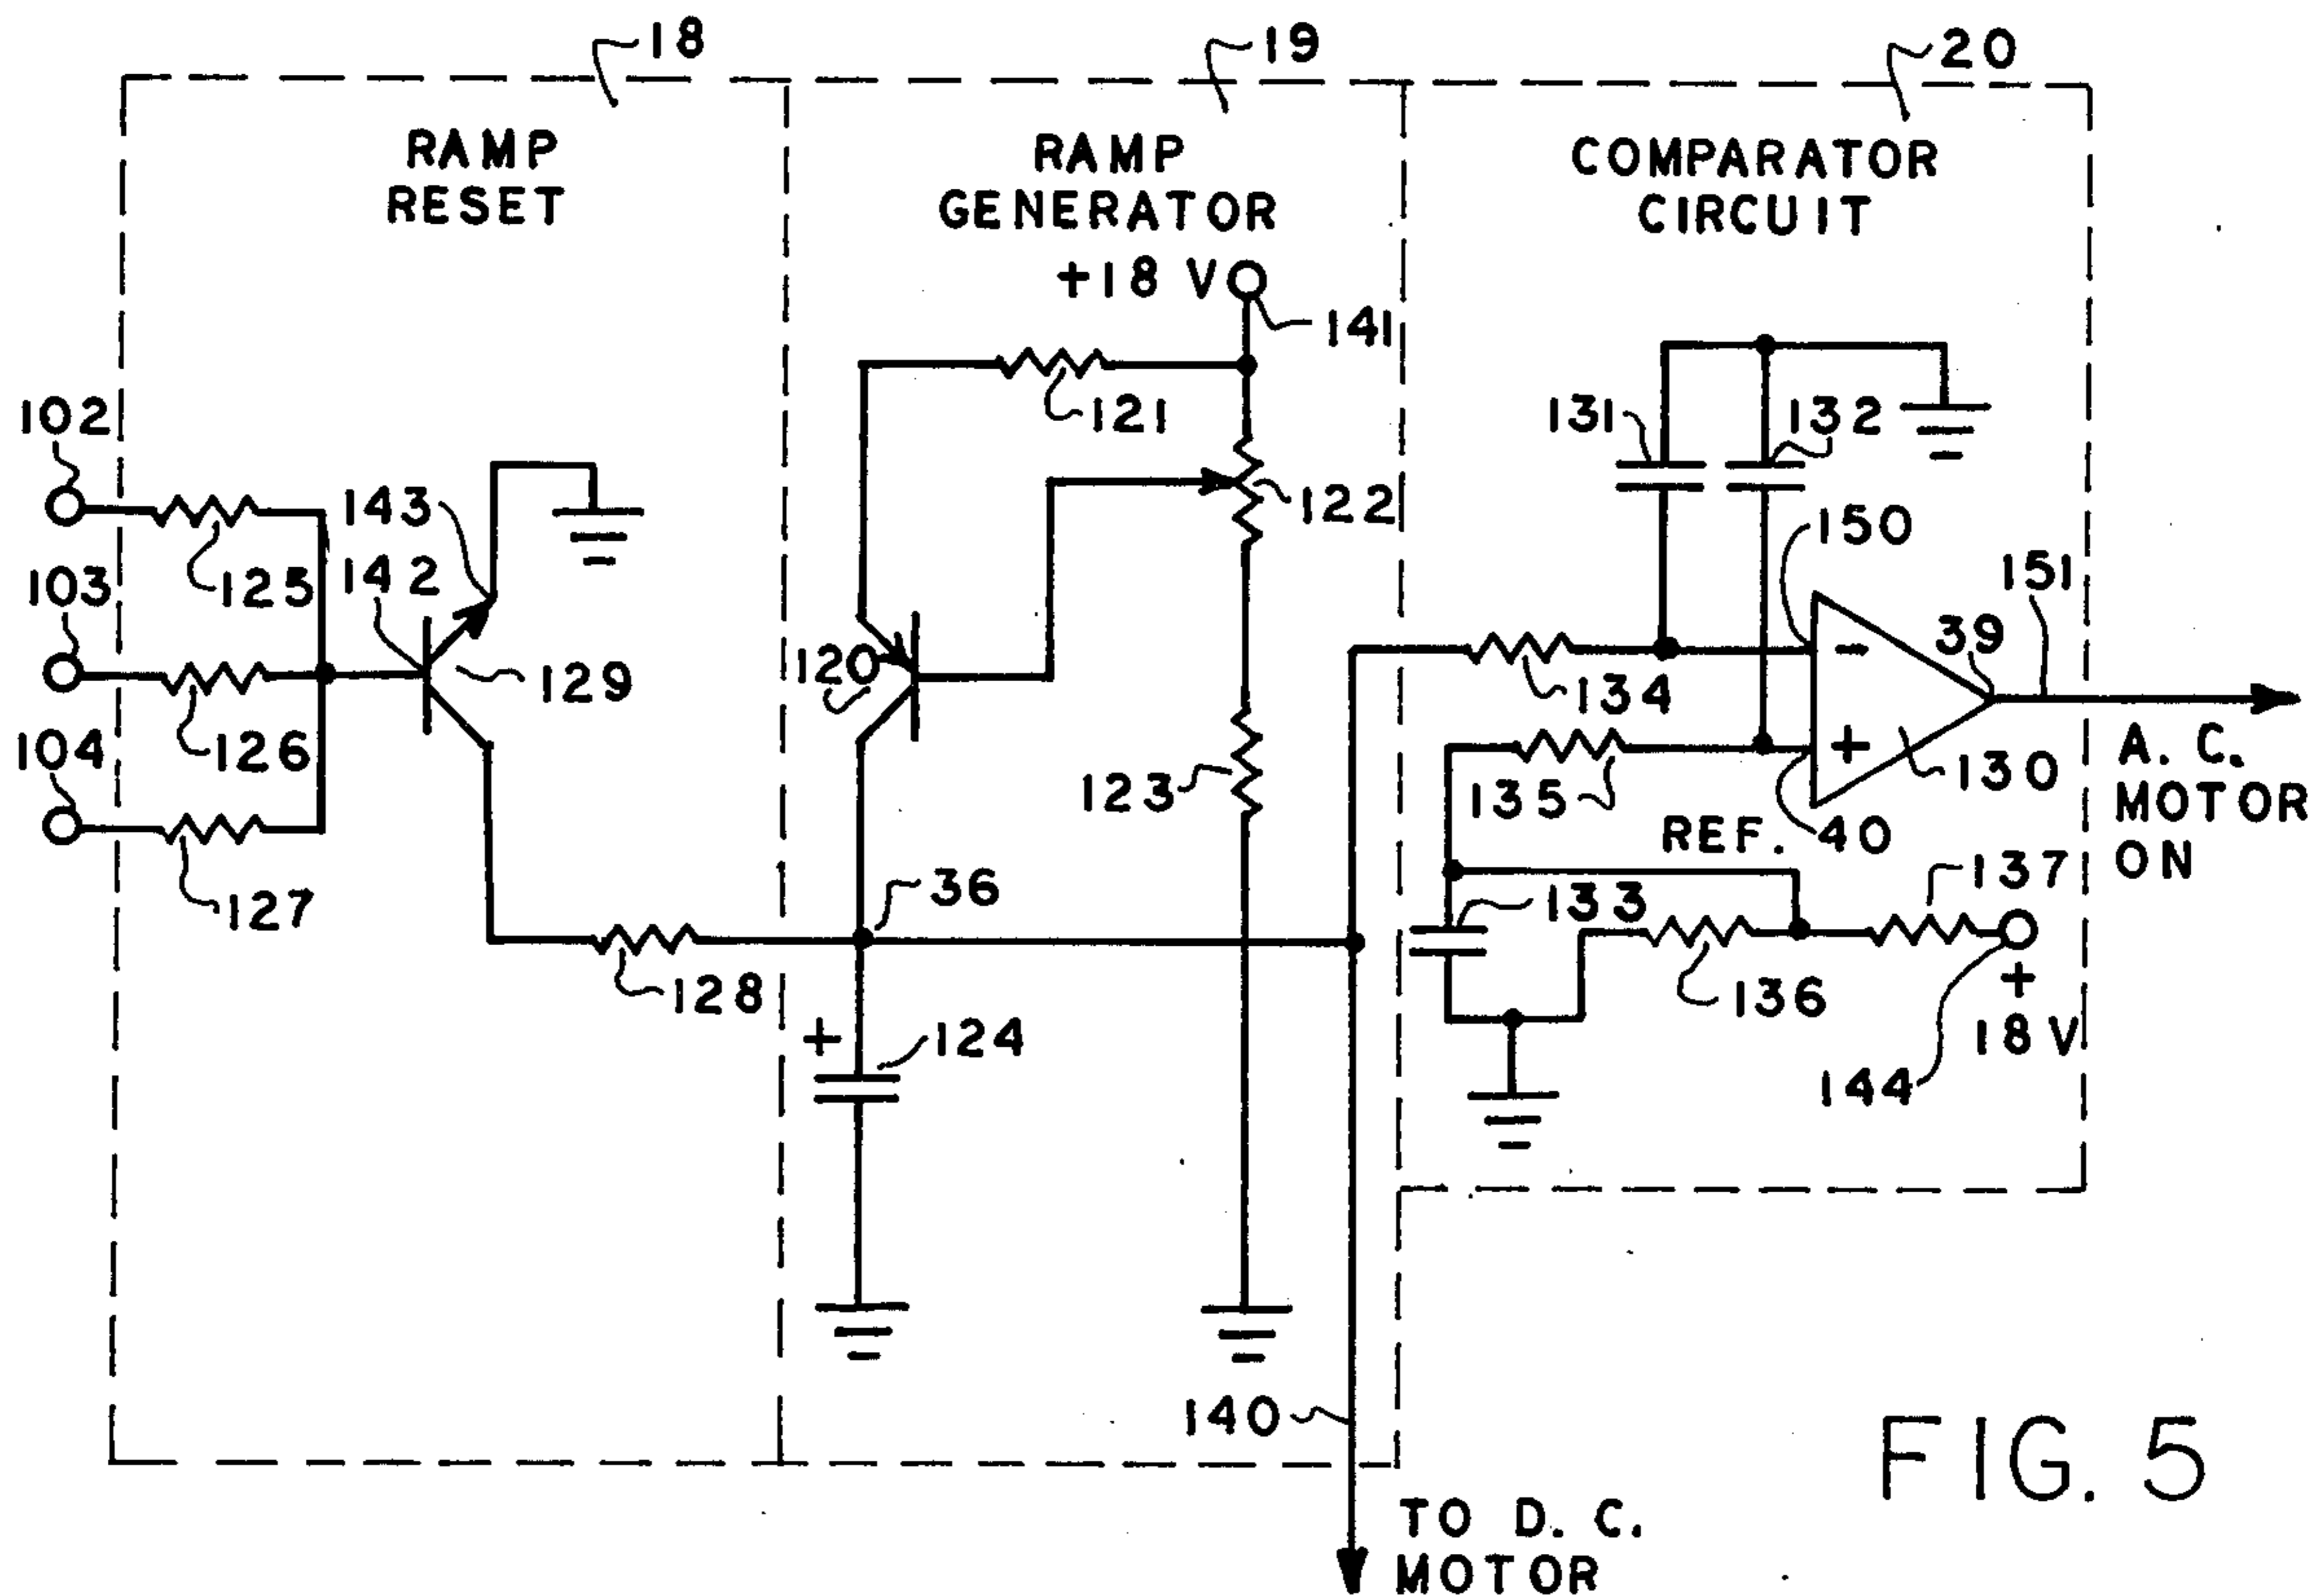 18
19
20
RAMP
RESET
RAMP
GENERATOR
COMPARATOR
CIRCUIT
+18 V
141
121
122
131
132
102
143
150
125
103
142
151
39
120
129
134
126
104
123
135
130
A. C.
MOTOR
ON
REF.
40
137
127
36
133
128
136
+
18 V
124
+
144
140
FIG. 5
TO D. C.
MOTOR
-
+